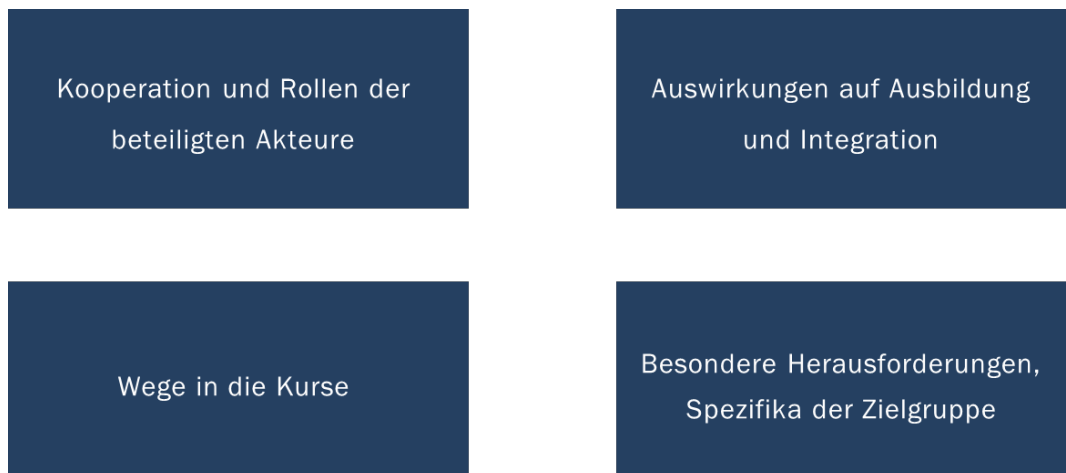 Kooperation und Rollen der
beteiligten Akteure
Auswirkungen auf Ausbildung
und Integration
Wege in die Kurse
Besondere Herausforderungen,
Spezifika der Zielgruppe